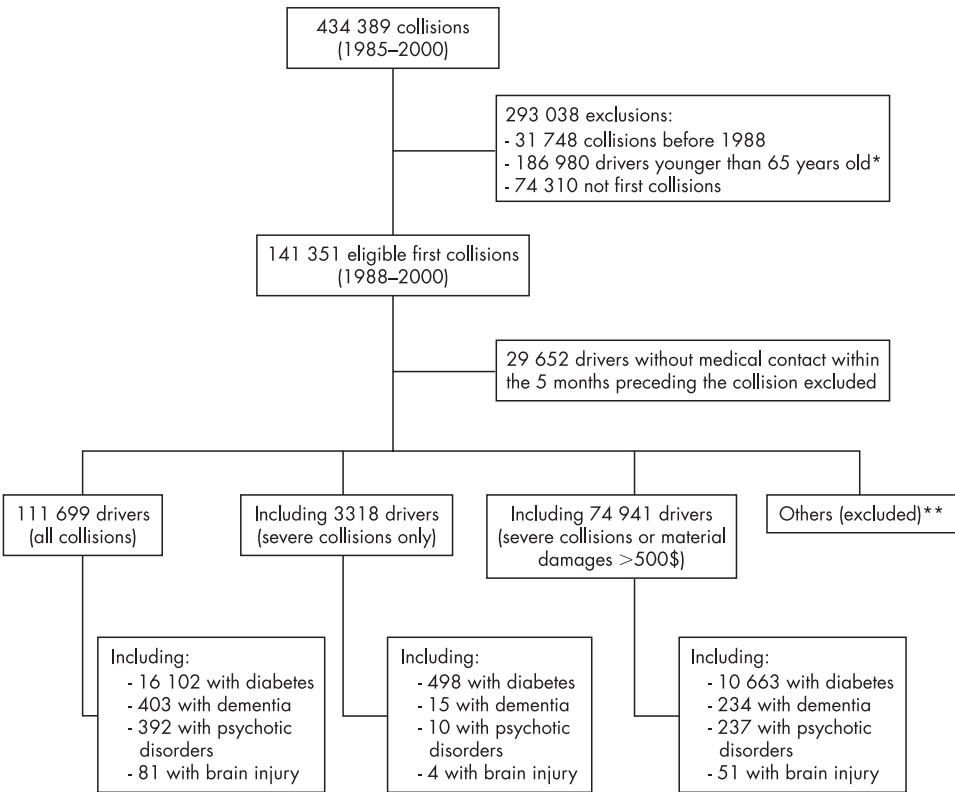 434 389 collisions
(1985–2000)
293 038 exclusions:
- 31 748 collisions before 1988
- 186 980 drivers younger than 65 years old*
- 74 310 not first collisions
141 351 eligible first collisions
(1988–2000)
29 652 drivers without medical contact within
the 5 months preceding the collision excluded
111 699 drivers
(all collisions)
Including 3318 drivers
(severe collisions only)
Including 74 941 drivers
(severe collisions or material
damages >500$)
Others (excluded)**
Including:
- 16 102 with diabetes
- 403 with dementia
- 392 with psychotic
disorders
- 81 with brain injury
Including:
- 498 with diabetes
- 15 with dementia
- 10 with psychotic
disorders
- 4 with brain injury
Including:
- 10 663 with diabetes
- 234 with dementia
- 237 with psychotic
disorders
- 51 with brain injury